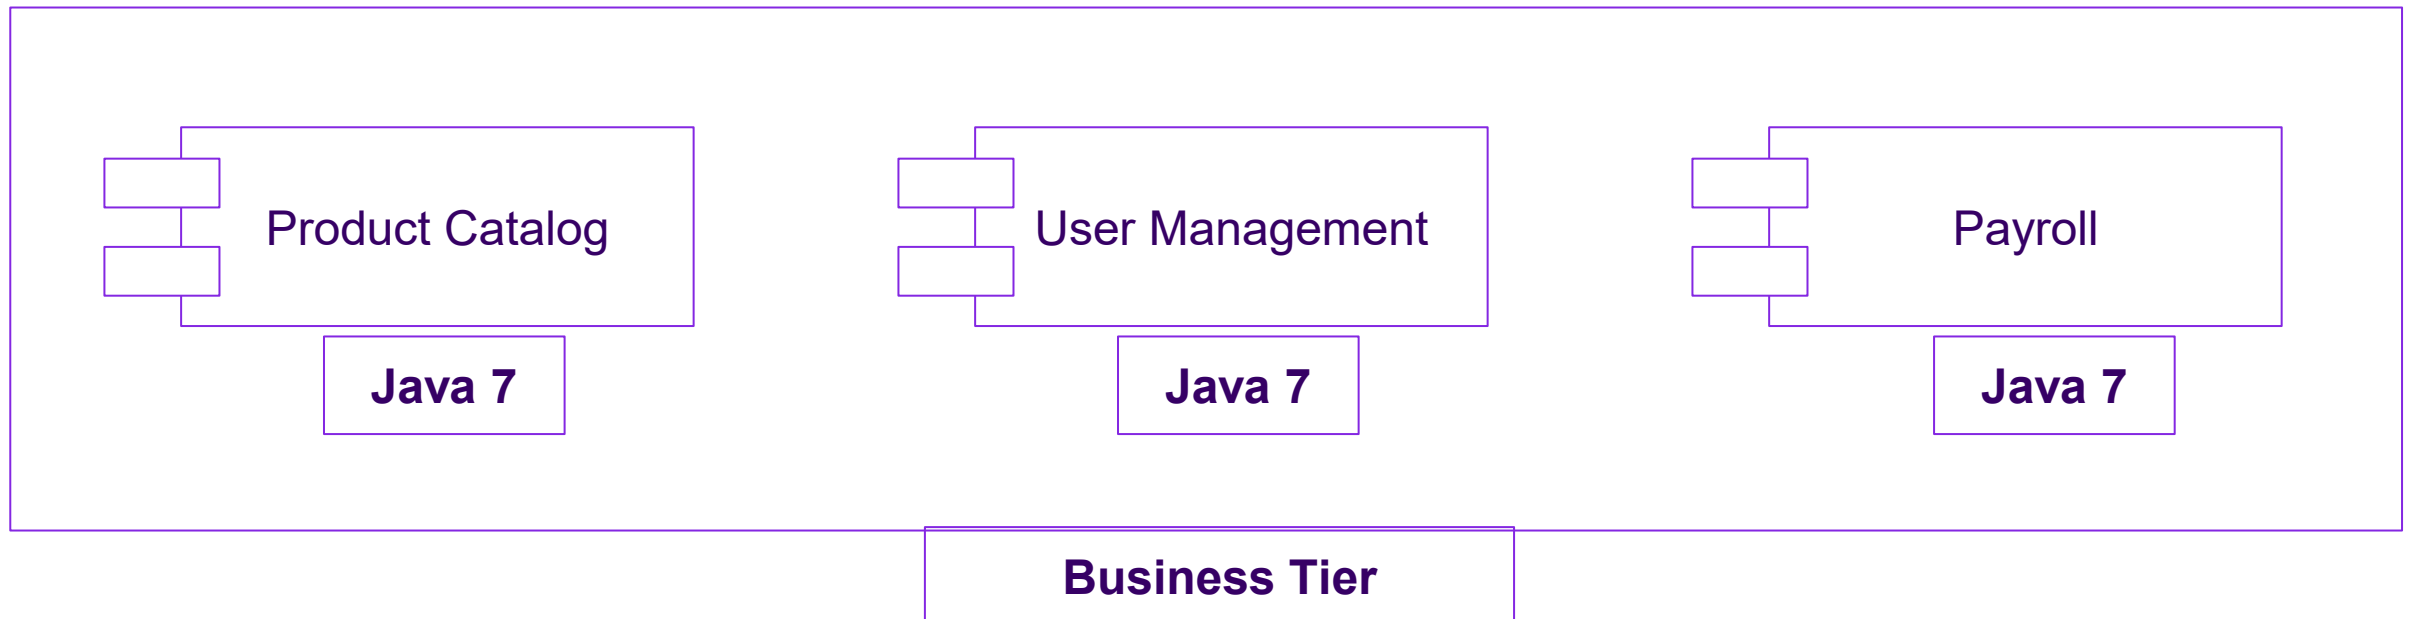 Product Catalog
User Management
Payroll
Java 7
Java 7
Java 7
Business Tier